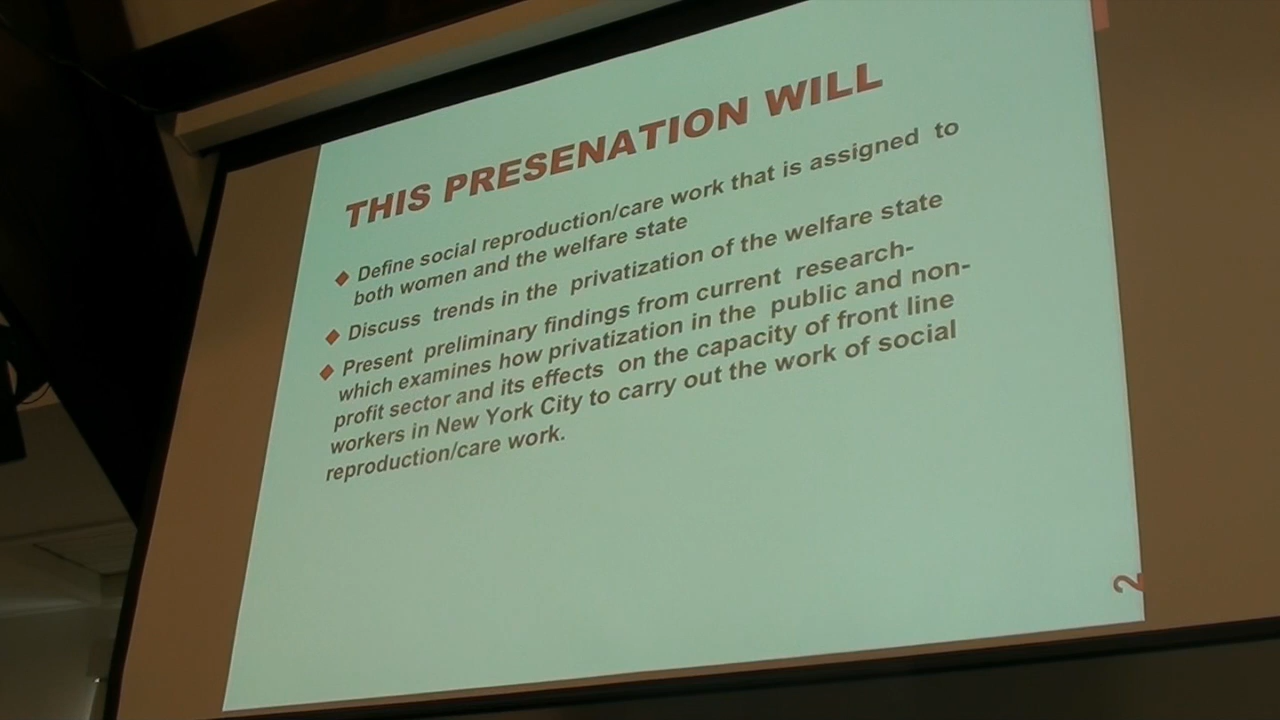 THIS PRESENATION WILL
Define social reproduction/care work that is assigned to
both women and the welfare state
Discuss trends in the privatization of the welfare state
Present preliminary findings from current research-
which examines how privatization in the public and non-
profit sector and its effects on the capacity of front line
workers in New York City to carry out the work of social
reproduction/care work.
2